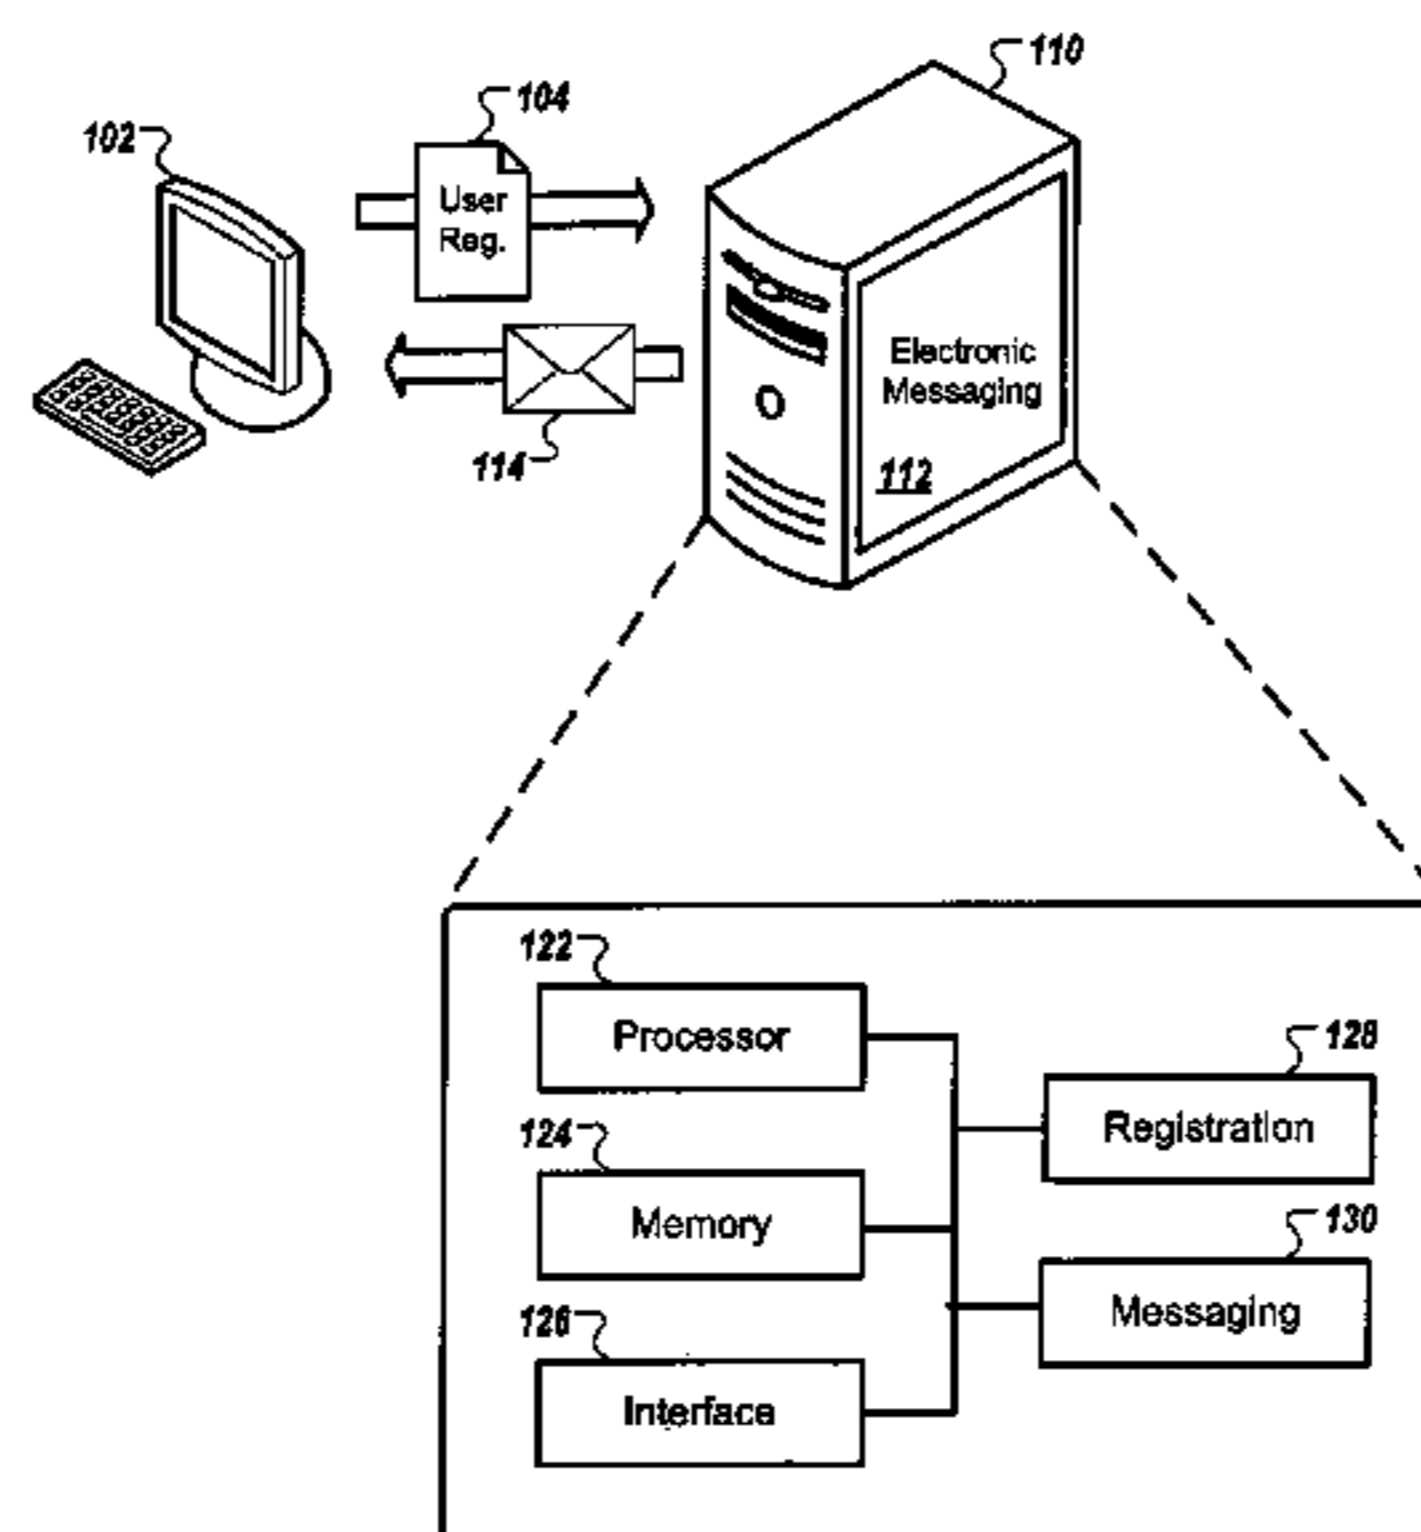 110
104
102
User
Reg.
Electronic
Messaging
112
114
122
Processor
128
Registration
124
Memory
130
Messaging
126
Interface